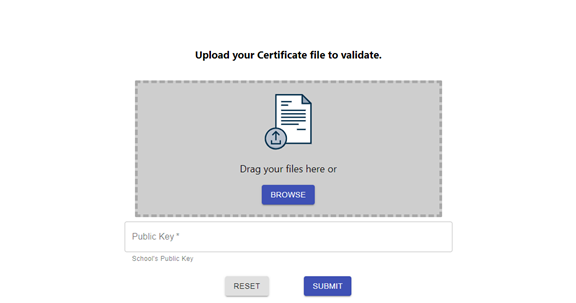 Upload your Certificate file to validate.
Drag your files here or
BROWSE
Public Key *
School's Public Key
RESET
SUBMIT